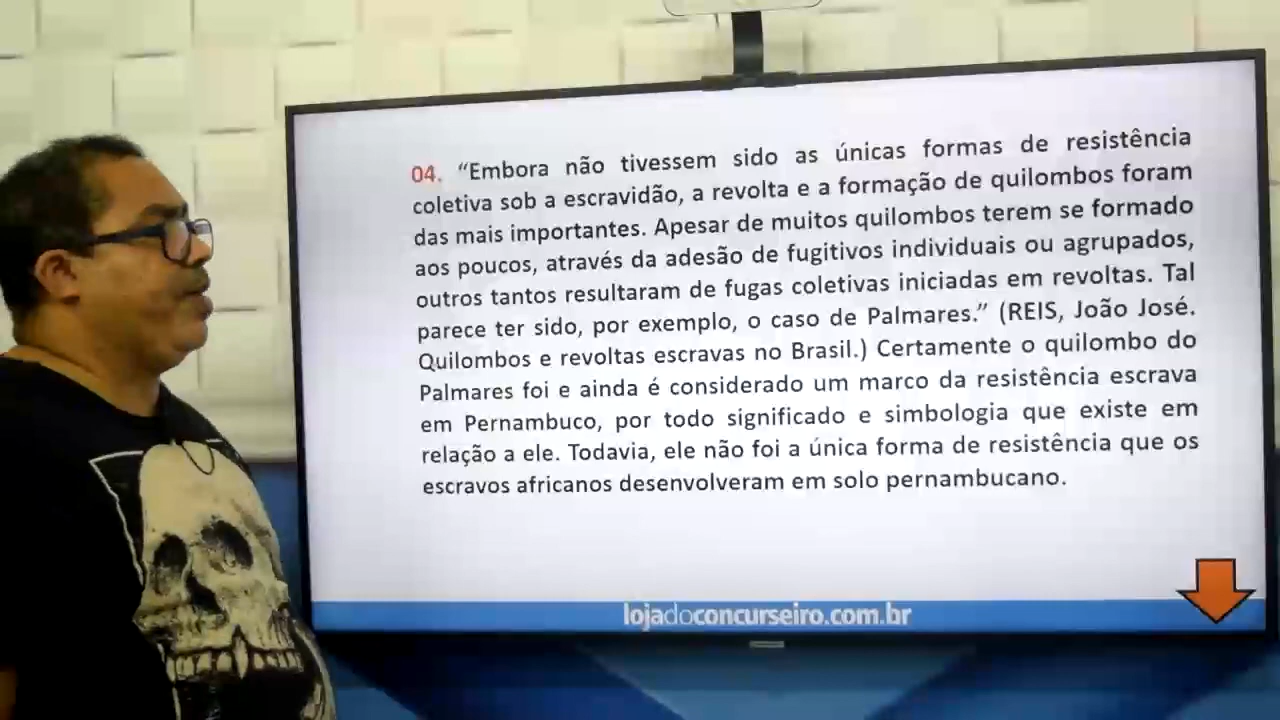 04. “Embora não tivessem sido as únicas formas de resistência
coletiva sob a escravidão, a revolta e a formação de quilombos foram
das mais importantes. Apesar de muitos quilombos terem se formado
aos poucos, através da adesão de fugitivos individuais ou agrupados,
outros tantos resultaram de fugas coletivas iniciadas em revoltas. Tal
parece ter sido, por exemplo, o caso de Palmares.” (REIS, João José.
Quilombos e revoltas escravas no Brasil.) Certamente o quilombo do
Palmares foi e ainda é considerado um marco da resistência escrava
em Pernambuco, por todo significado e simbologia que existe em
relação a ele. Todavia, ele não foi a única forma de resistência que os
escravos africanos desenvolveram em solo pernambucano.
lojadoconcurseiro.com.br